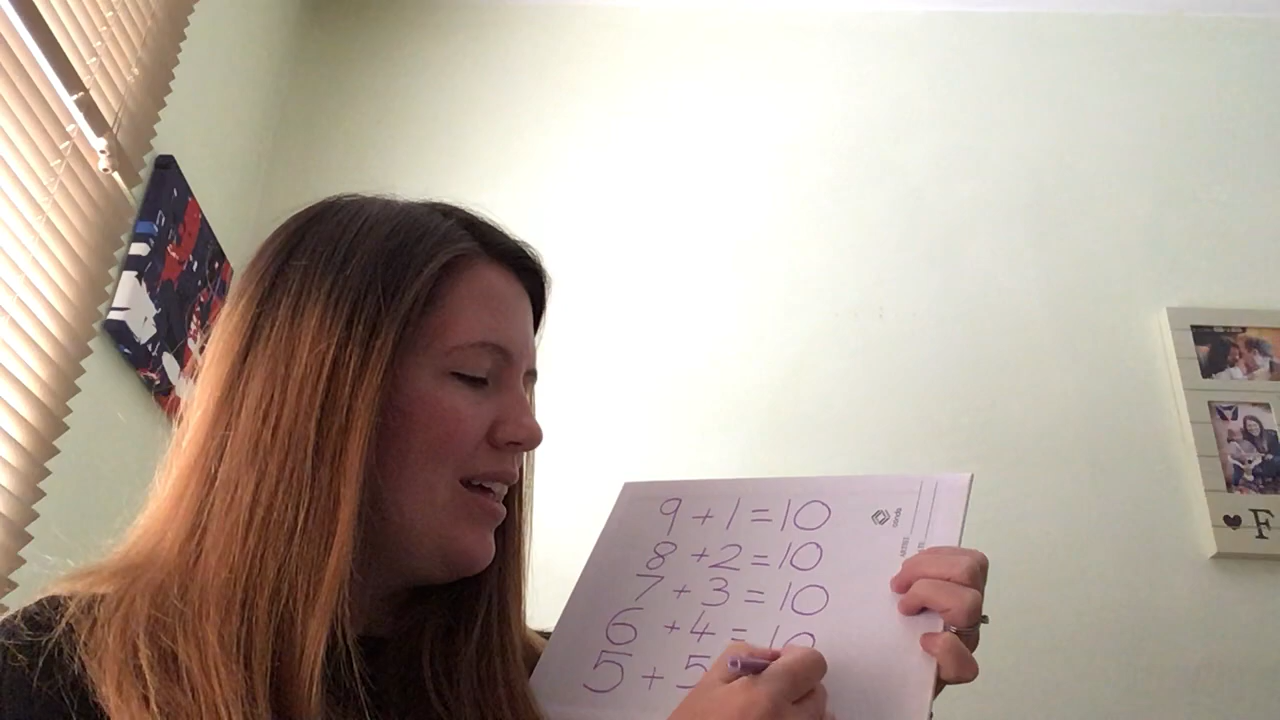 9 + 1 = 10
8 + 2 = 10
7 + 3 = 10
6 + 4 = 10
5 + 5
F